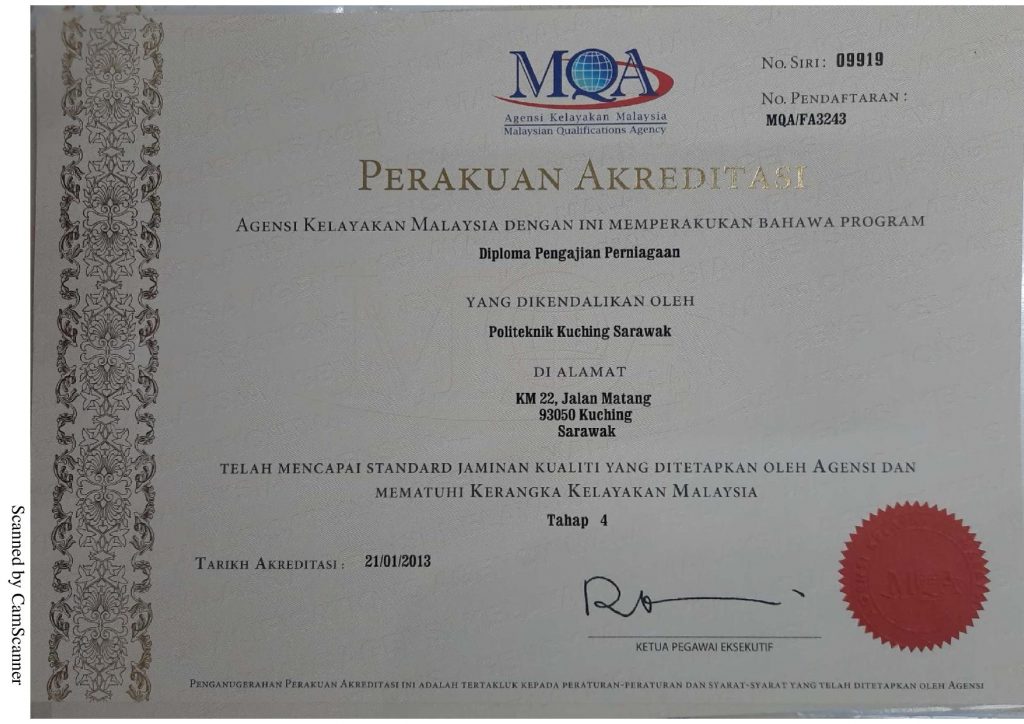 MQA
Agensi Kelayakan Malaysia
Malaysian Qualifications Agency
No. Siri: 09919
No. Pendaftaran:
MQA/FA3243
Perakuan Akreditasi
Agensi Kelayakan Malaysia dengan ini memperakukan bahawa program
Diploma Pengajian Perniagaan
yang dikendalikan oleh
Politeknik Kuching Sarawak
di alamat
KM 22, Jalan Matang
93050 Kuching
Sarawak
telah mencapai standard jaminan kualiti yang ditetapkan oleh Agensi dan
mematuhi Kerangka Kelayakan Malaysia
Tahap 4
Tarikh Akreditasi: 21/01/2013
KETUA PEGAWAI EKSEKUTIF
MQA
Penganugerahan Perakuan Akreditasi ini adalah tertakluk kepada peraturan-peraturan dan syarat-syarat yang telah ditetapkan oleh Agensi
Scanned by CamScanner